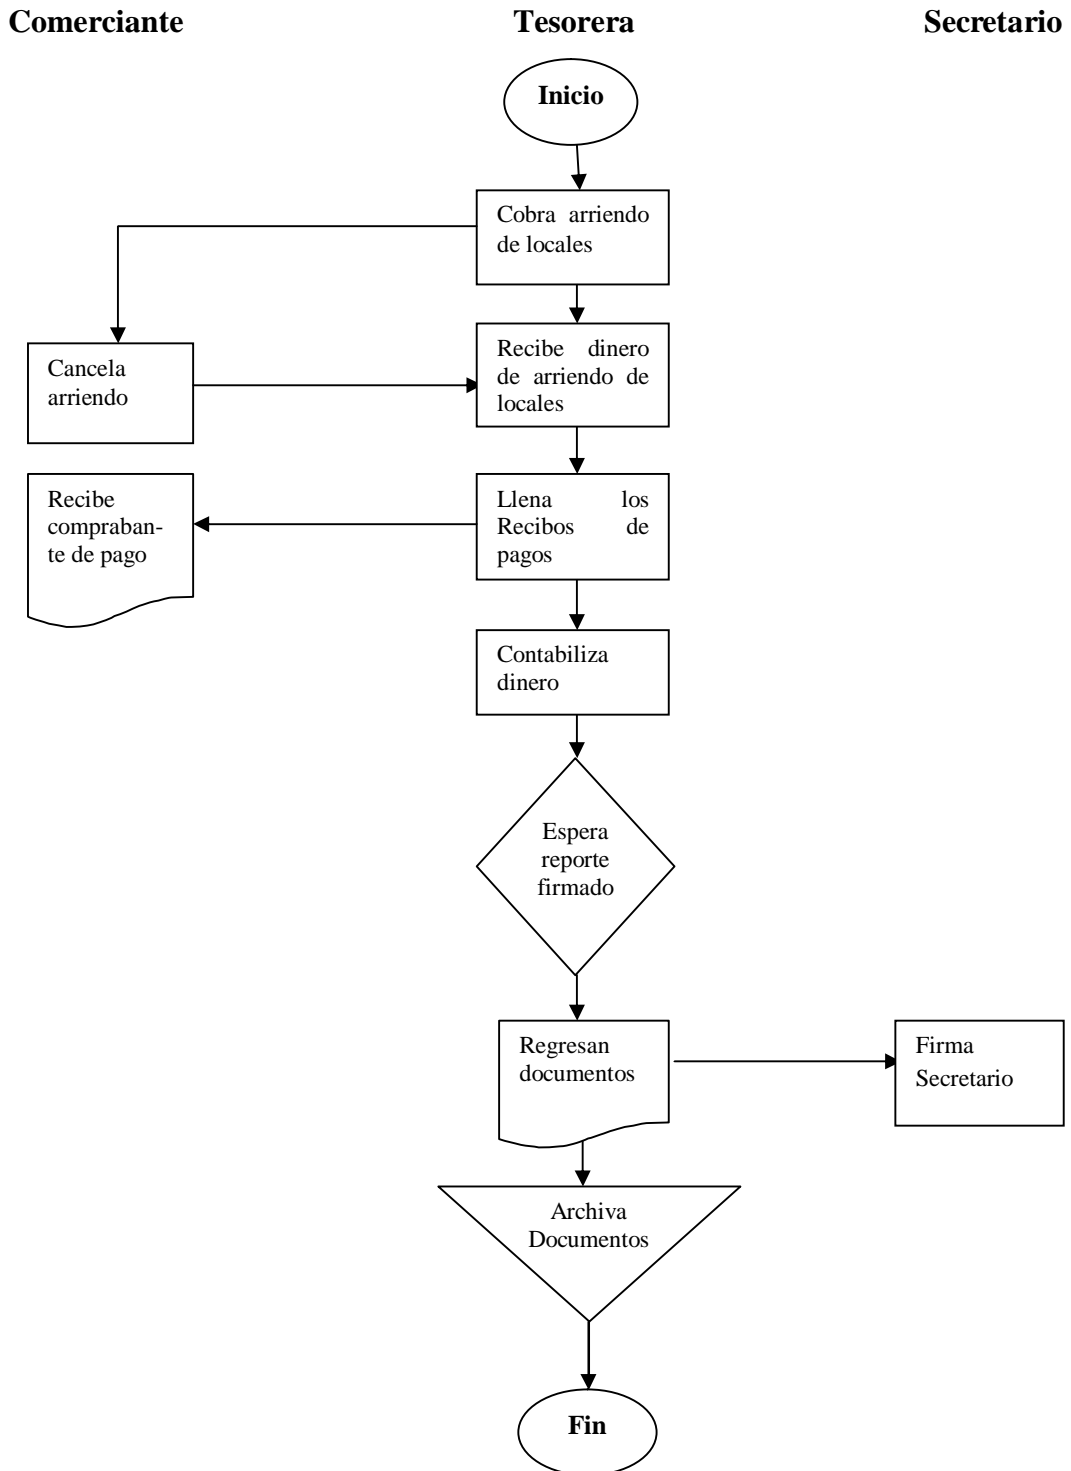 Comerciante Tesorera Secretario
Inicio
Cobra arriendo
de locales
Cancela
arriendo
Recibe dinero
de arriendo de
locales
Recibe
compraban-
te de pago
Llena los
Recibos de
pagos
Contabiliza
dinero
Espera
reporte
firmado
Regresan
documentos
Firma
Secretario
Archiva
Documentos
Fin